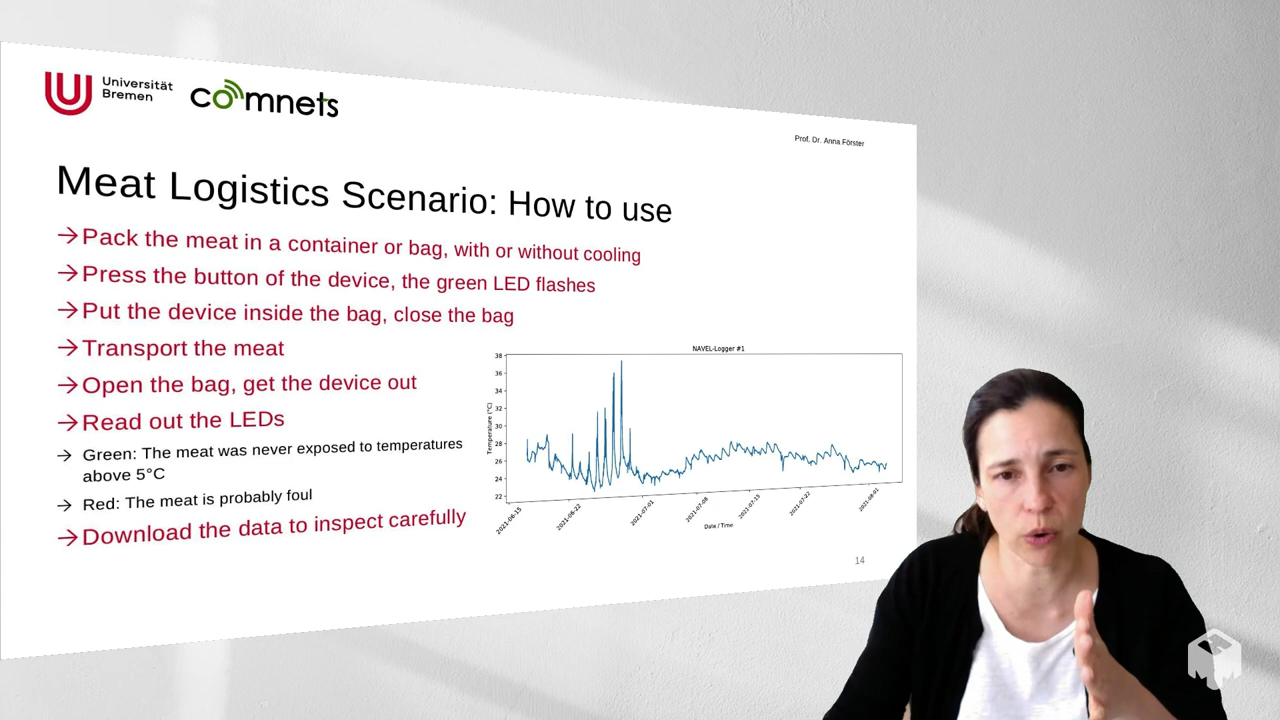 Universität
Bremen
comnets
Prof. Dr. Anna Förster
Meat Logistics Scenario: How to use
→Pack the meat in a container or bag, with or without cooling
→Press the button of the device, the green LED flashes
→Put the device inside the bag, close the bag
→Transport the meat
→Open the bag, get the device out
→Read out the LEDs
→ Green: The meat was never exposed to temperatures
above 5°C
→ Red: The meat is probably foul
→Download the data to inspect carefully
NAVEL-Logger #1
38
36
34
32
30
28
26
24
22
Temperature (°C)
2021-06-15
2021-06-22
2021-07-01
2021-07-08
2021-07-15
2021-07-22
2021-08-01
Date / Time
14